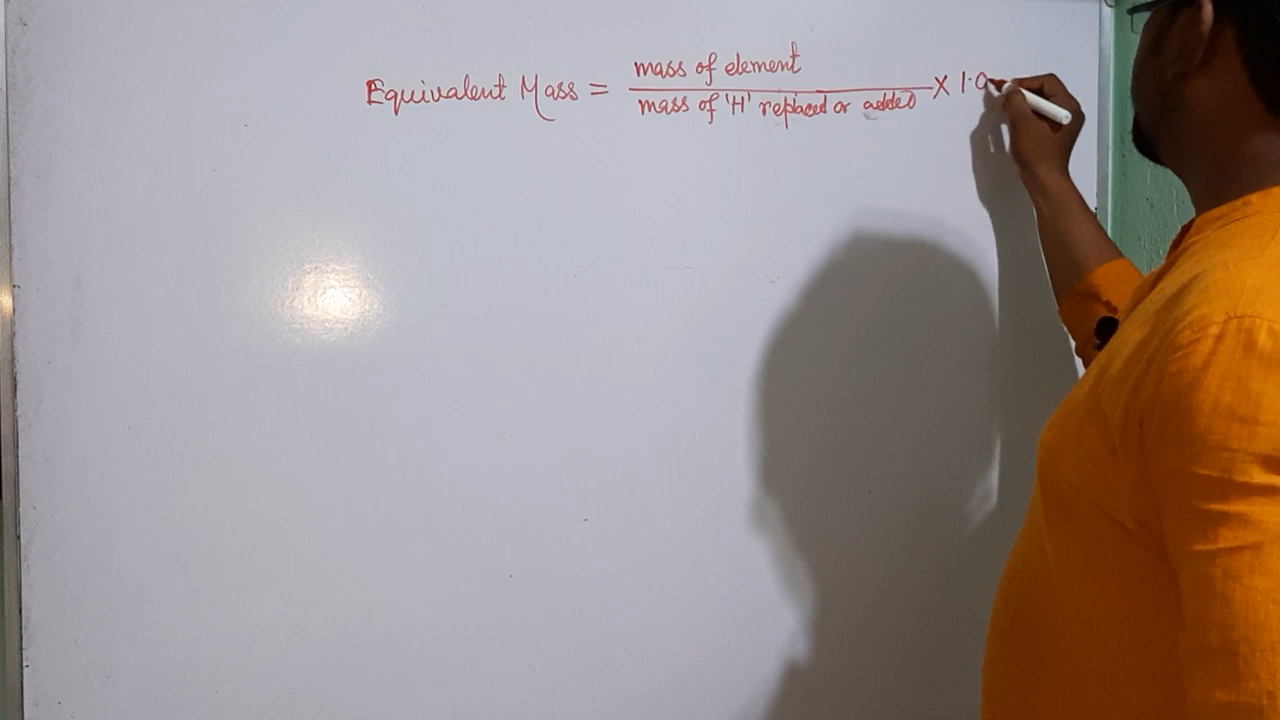 mass of element
Equivalent Mass = ─────────── × 1.0
mass of 'H' replaced or added